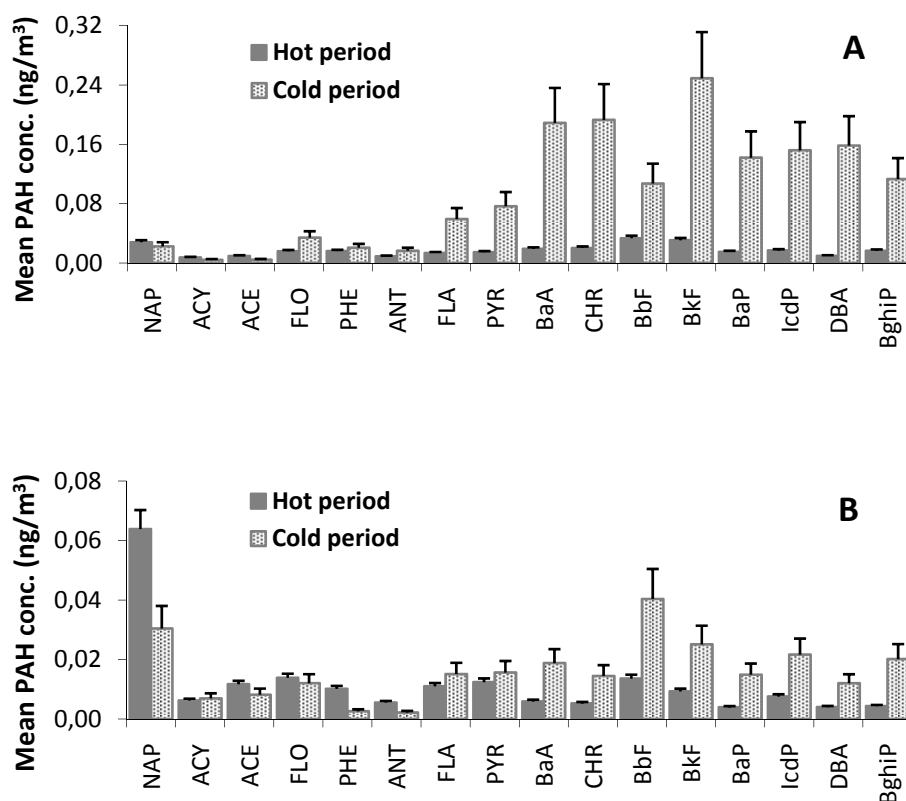 Mean PAH conc. (ng/m³)
0,32
0,24
0,16
0,08
0,00
Hot period
Cold period
A
NAP
ACY
ACE
FLO
PHE
ANT
FLA
PYR
BaA
CHR
BbF
BkF
BaP
IcdP
DBA
BghiP
Mean PAH conc. (ng/m³)
0,08
0,06
0,04
0,02
0,00
Hot period
Cold period
B
NAP
ACY
ACE
FLO
PHE
ANT
FLA
PYR
BaA
CHR
BbF
BkF
BaP
IcdP
DBA
BghiP